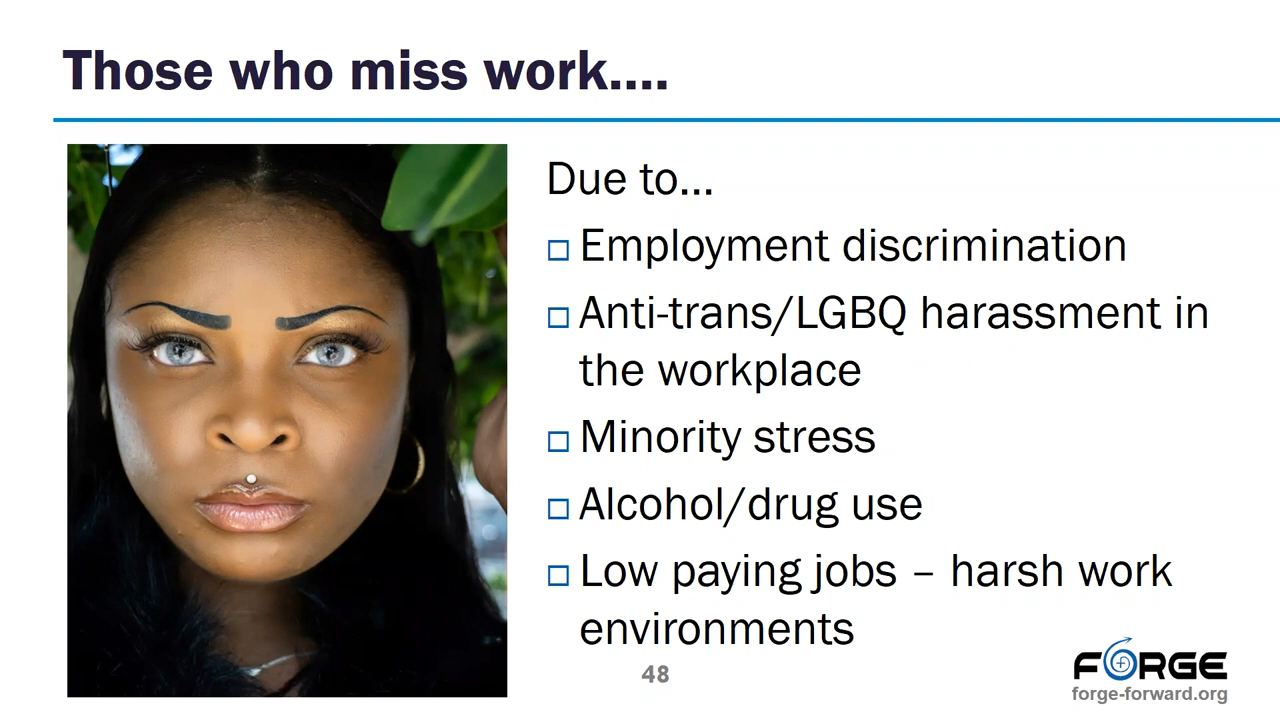 Those who miss work....
Due to...
Employment discrimination
Anti-trans/LGBQ harassment in
the workplace
Minority stress
Alcohol/drug use
Low paying jobs – harsh work
environments
48
FORGE
forge-forward.org